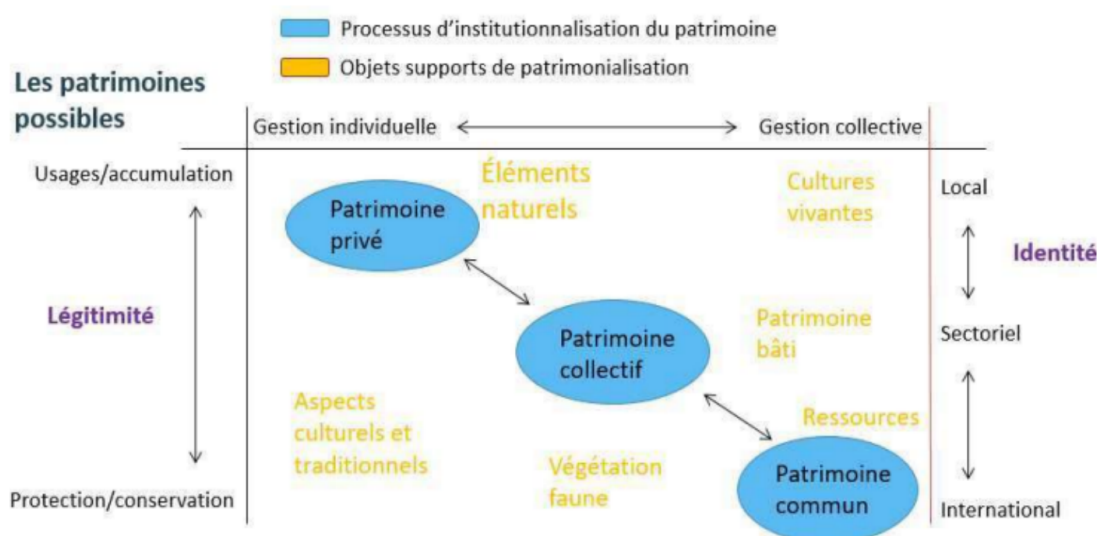 Processus d'institutionnalisation du patrimoine
Objets supports de patrimonialisation
Les patrimoines
possibles
Gestion individuelle
Gestion collective
Usages/accumulation
Éléments
naturels
Cultures
vivantes
Local
Patrimoine
privé
Identité
Légitimité
Patrimoine
collectif
Patrimoine
bâti
Sectoriel
Aspects
culturels et
traditionnels
Ressources
Végétation
faune
Patrimoine
commun
Protection/conservation
International